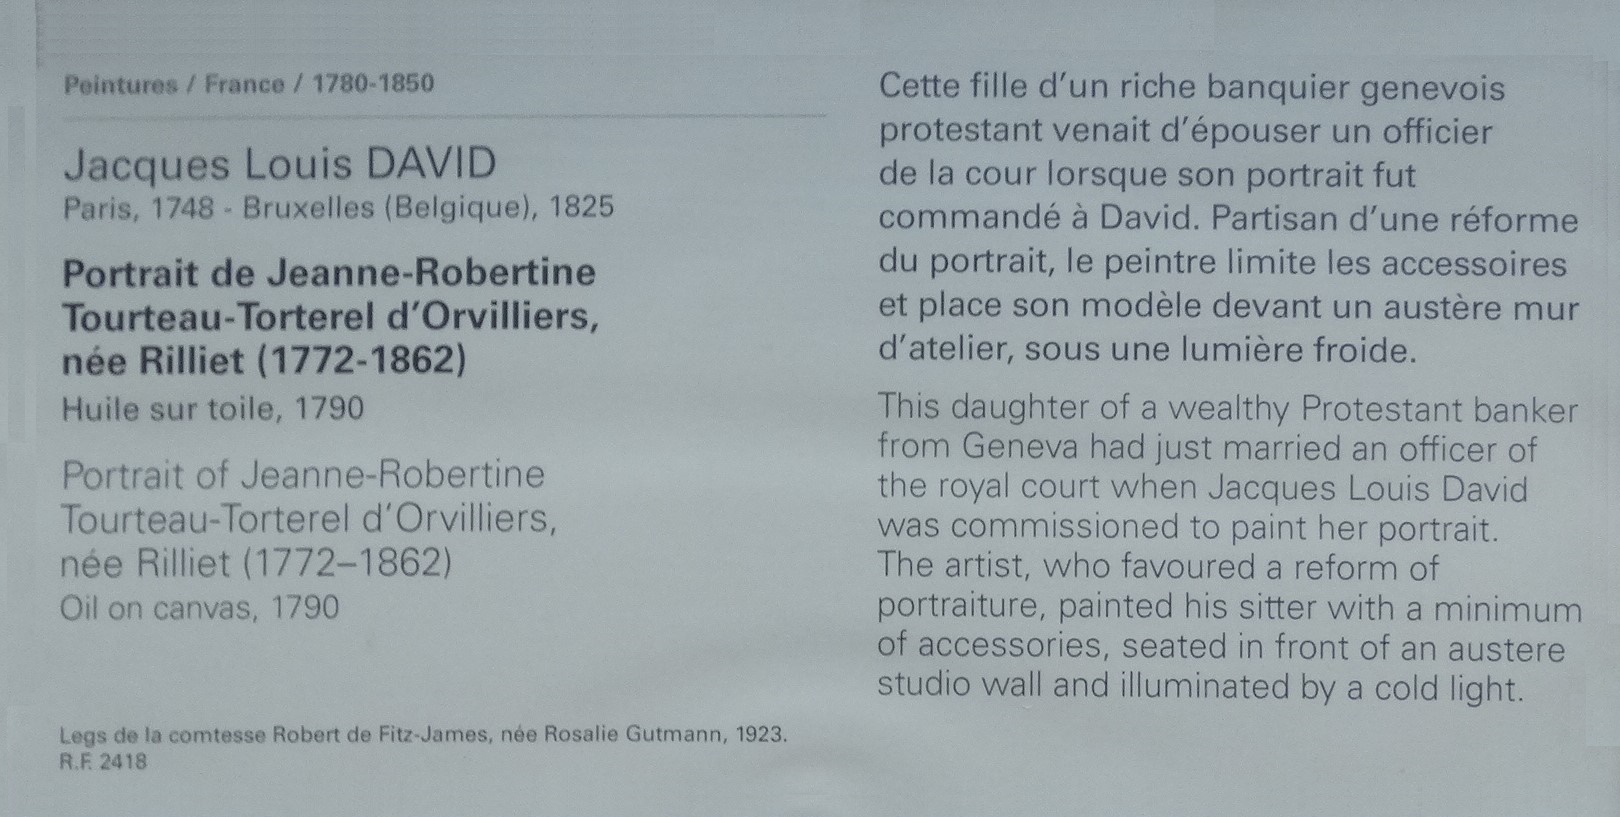 Peintures / France / 1780-1850
Jacques Louis DAVID
Paris, 1748 - Bruxelles (Belgique), 1825
Portrait de Jeanne-Robertine
Tourteau-Torterel d'Orvilliers,
née Rilliet (1772-1862)
Huile sur toile, 1790
Portrait of Jeanne-Robertine
Tourteau-Torterel d'Orvilliers,
née Rilliet (1772–1862)
Oil on canvas, 1790
Legs de la comtesse Robert de Fitz-James, née Rosalie Gutmann, 1923.
R.F. 2418
Cette fille d'un riche banquier genevois
protestant venait d'épouser un officier
de la cour lorsque son portrait fut
commandé à David. Partisan d'une réforme
du portrait, le peintre limite les accessoires
et place son modèle devant un austère mur
d'atelier, sous une lumière froide.
This daughter of a wealthy Protestant banker
from Geneva had just married an officer of
the royal court when Jacques Louis David
was commissioned to paint her portrait.
The artist, who favoured a reform of
portraiture, painted his sitter with a minimum
of accessories, seated in front of an austere
studio wall and illuminated by a cold light.